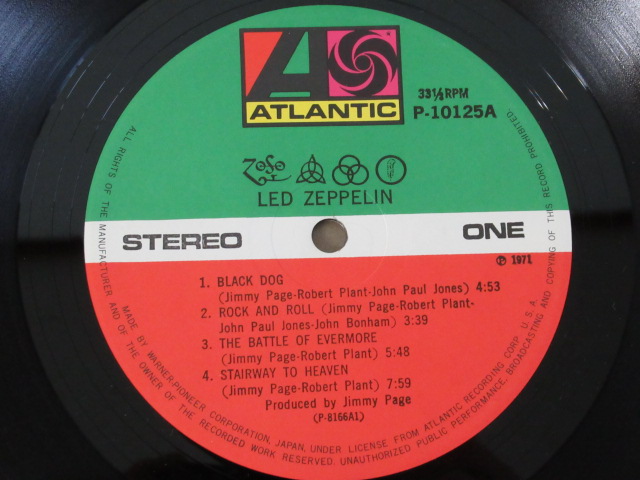 ATLANTIC
33⅓RPM
P-10125A
ZoSo
LED ZEPPELIN
STEREO
ONE
℗ 1971
1. BLACK DOG
(Jimmy Page-Robert Plant-John Paul Jones) 4:53
2. ROCK AND ROLL (Jimmy Page-Robert Plant-
John Paul Jones-John Bonham) 3:39
3. THE BATTLE OF EVERMORE
(Jimmy Page-Robert Plant) 5:48
4. STAIRWAY TO HEAVEN
(Jimmy Page-Robert Plant) 7:59
Produced by Jimmy Page
(P-8166A1)
MADE BY WARNER-PIONEER CORPORATION, JAPAN, UNDER LICENSE FROM ATLANTIC RECORDING CORP. U.S.A.
ALL RIGHTS OF THE MANUFACTURER AND OF THE OWNER OF THE RECORDED WORK RESERVED. UNAUTHORIZED PUBLIC PERFORMANCE, BROADCASTING AND COPYING OF THIS RECORD PROHIBITED.